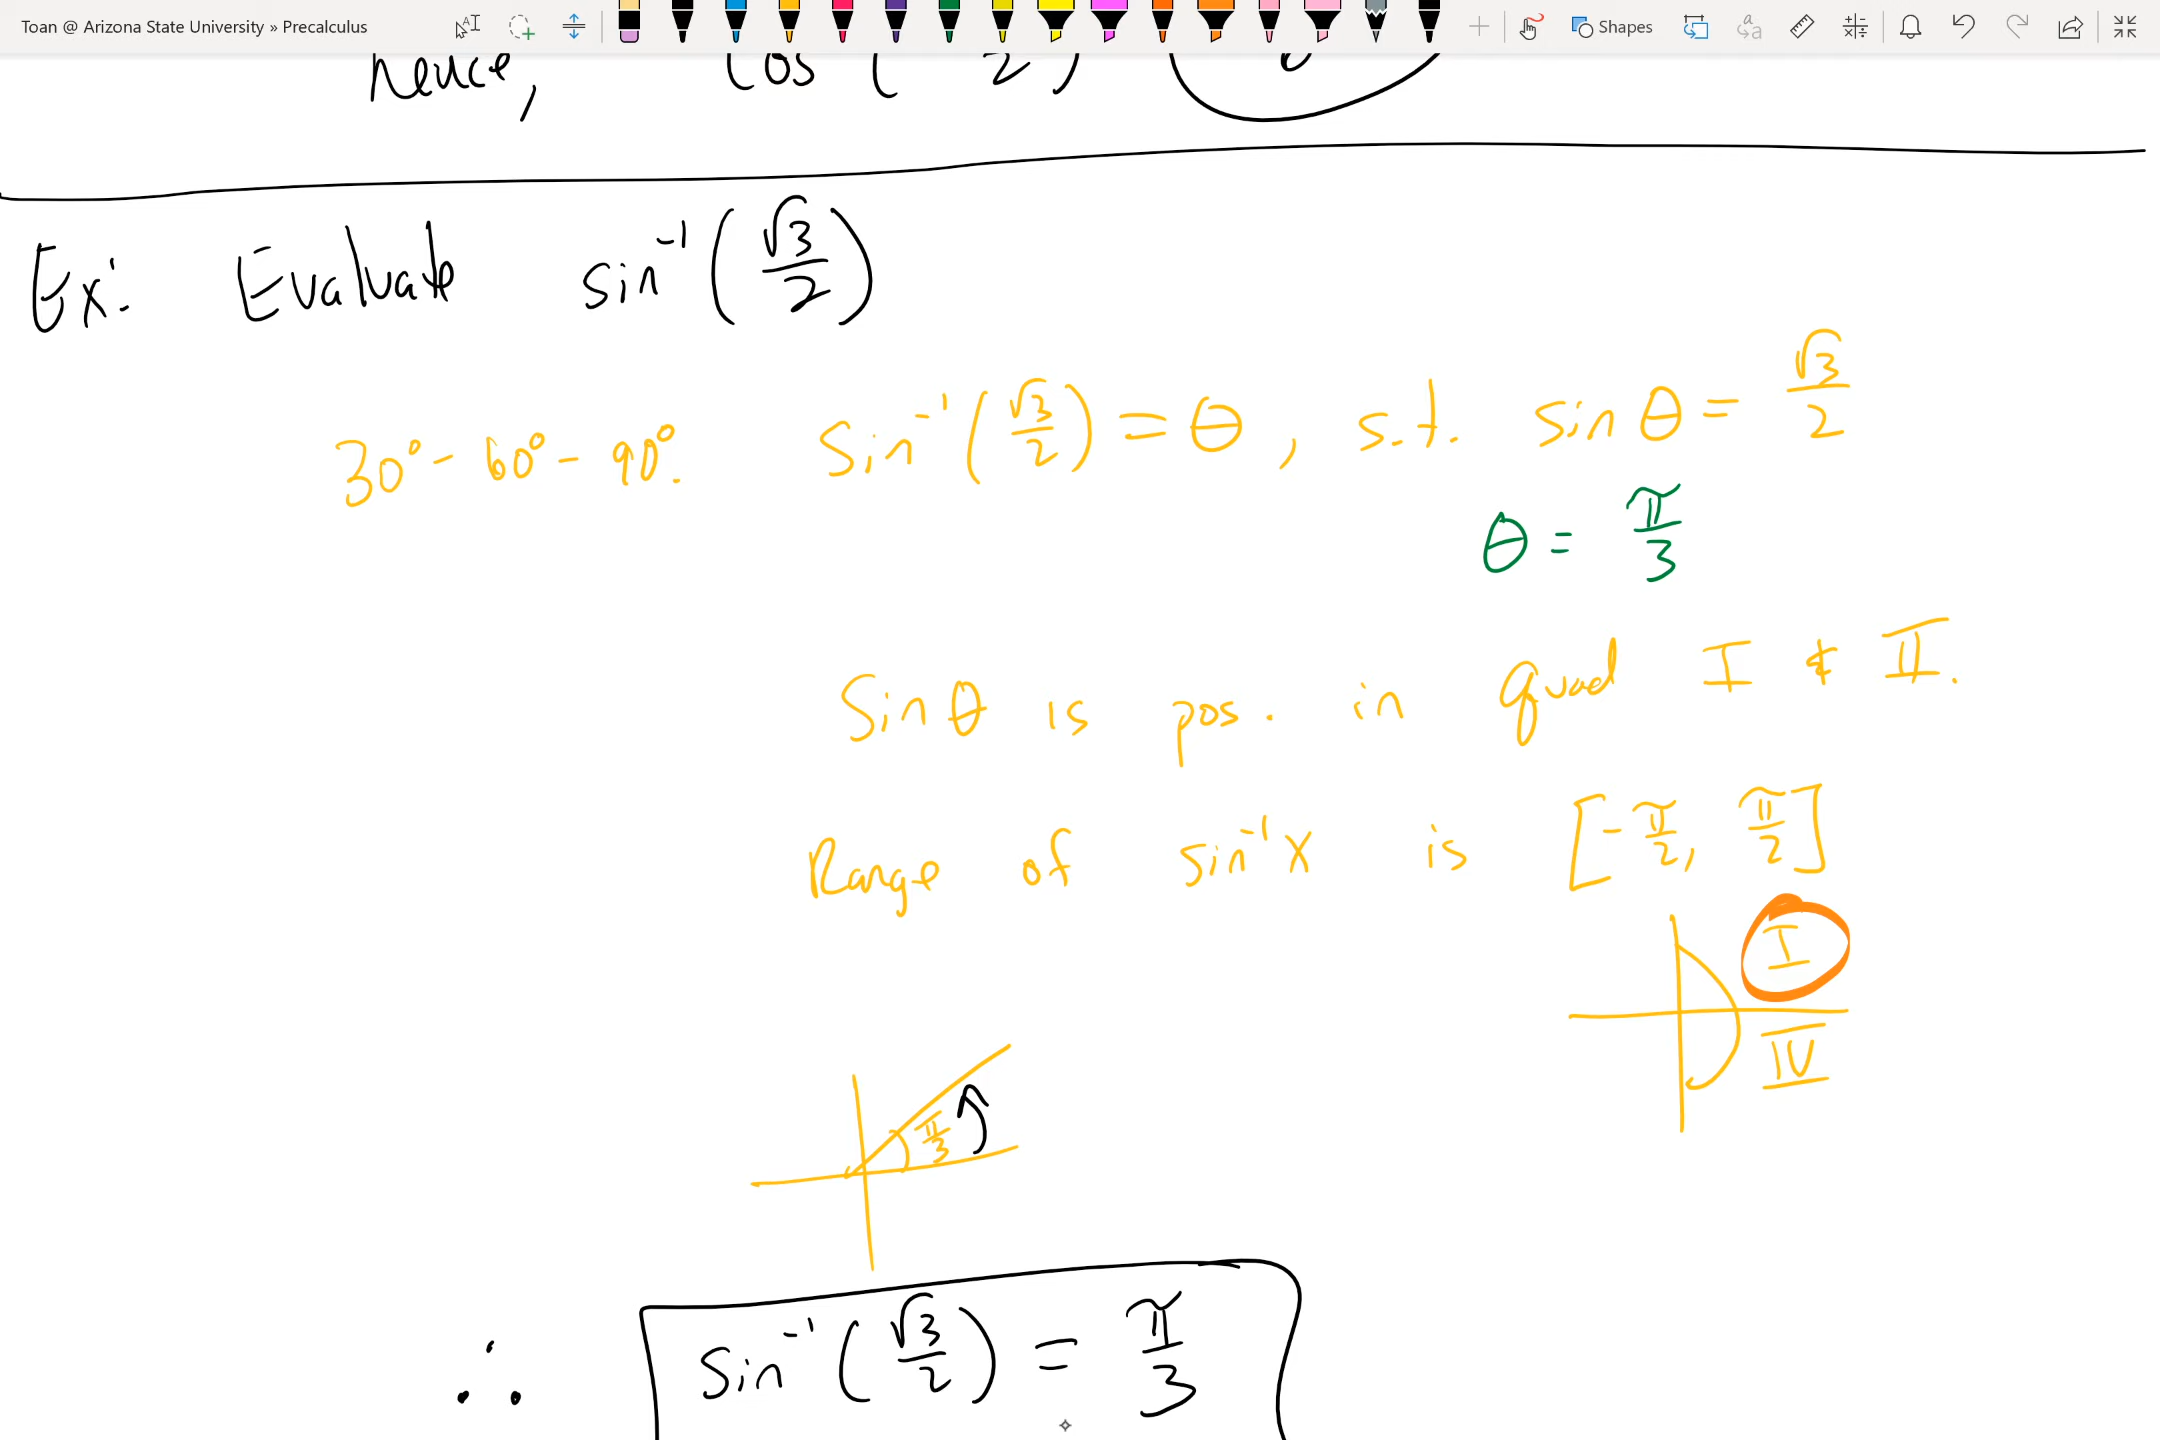 Toan @ Arizona State University » Precalculus Shapes
hence, cos ( 2 )
Ex: Evaluate sin⁻¹(√3/2)
30° - 60° - 90°. sin⁻¹(√3/2) = θ, s.t. sin θ = √3/2
θ = π/3
Sin θ is pos. in quad I & II.
Range of sin⁻¹x is [-π/2, π/2]
I
IV
π/3
∴ sin⁻¹(√3/2) = π/3